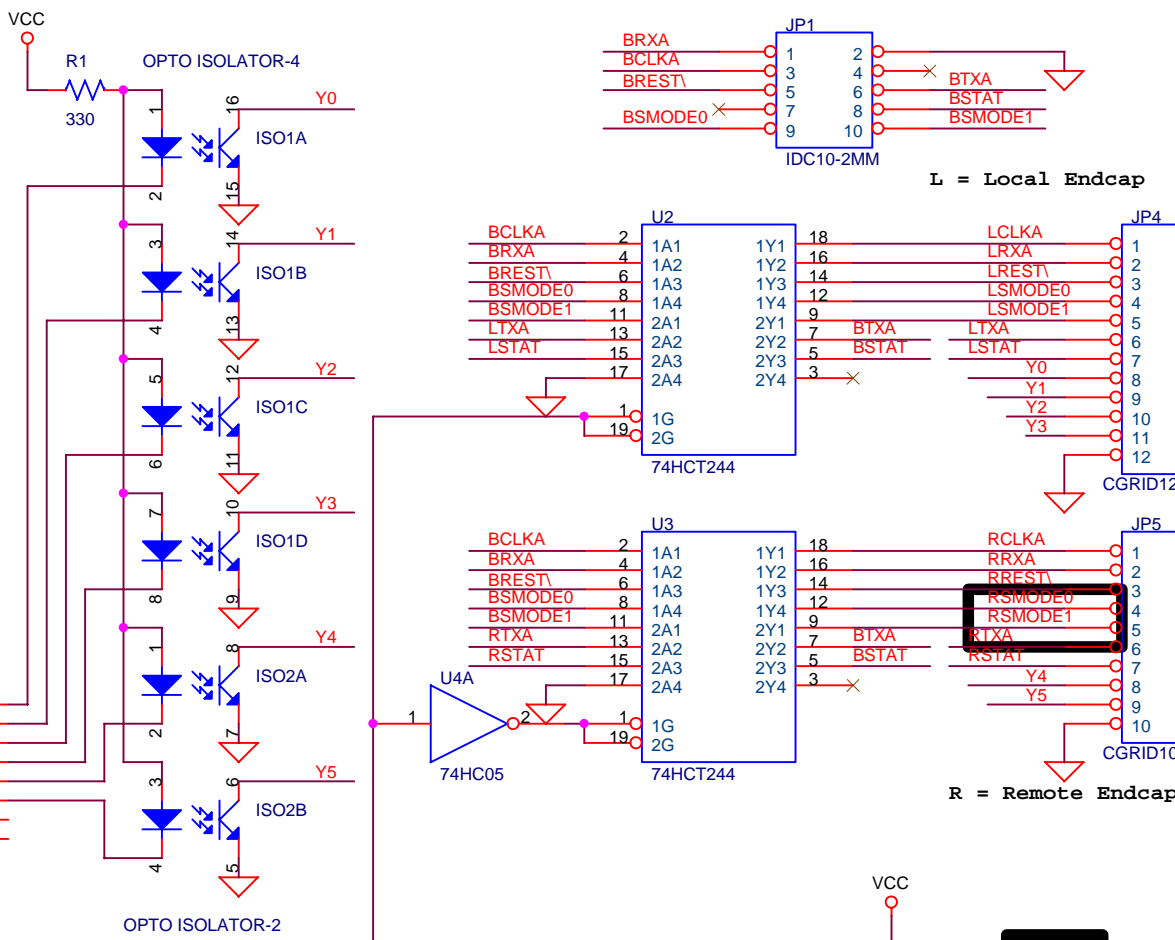 VCC
R1
330
OPTO ISOLATOR-4
1
16
Y0
ISO1A
2
15
3
14
Y1
ISO1B
4
13
5
12
Y2
ISO1C
6
11
7
10
Y3
ISO1D
8
9
1
8
Y4
ISO2A
2
7
3
6
Y5
ISO2B
4
5
OPTO ISOLATOR-2
JP1
BRXA 1 2
BCLKA 3 4
BREST\ 5 6 BTXA
7 8 BSTAT
BSMODE0 9 10 BSMODE1
IDC10-2MM
L = Local Endcap
U2
BCLKA 2 1A1 1Y1 18 LCLKA
BRXA 4 1A2 1Y2 16 LRXA
BREST\ 6 1A3 1Y3 14 LREST\
BSMODE0 8 1A4 1Y4 12 LSMODE0
BSMODE1 11 2A1 2Y1 9 LSMODE1
LTXA 13 2A2 2Y2 7 BTXA
LSTAT 15 2A3 2Y3 5 BSTAT
17 2A4 2Y4 3
1 1G
19 2G
74HCT244
JP4
1
2
3
4
5
LTXA 6
LSTAT 7
Y0 8
Y1 9
Y2 10
Y3 11
12
CGRID12
U3
BCLKA 2 1A1 1Y1 18 RCLKA
BRXA 4 1A2 1Y2 16 RRXA
BREST\ 6 1A3 1Y3 14 RREST\
BSMODE0 8 1A4 1Y4 12 RSMODE0
BSMODE1 11 2A1 2Y1 9 RSMODE1
RTXA 13 2A2 2Y2 7 BTXA
RSTAT 15 2A3 2Y3 5 BSTAT
17 2A4 2Y4 3
1 1G
19 2G
74HCT244
U4A
1
2
74HC05
JP5
1
2
3
4
5
RTXA 6
RSTAT 7
Y4 8
Y5 9
10
CGRID10
R = Remote Endcap
VCC